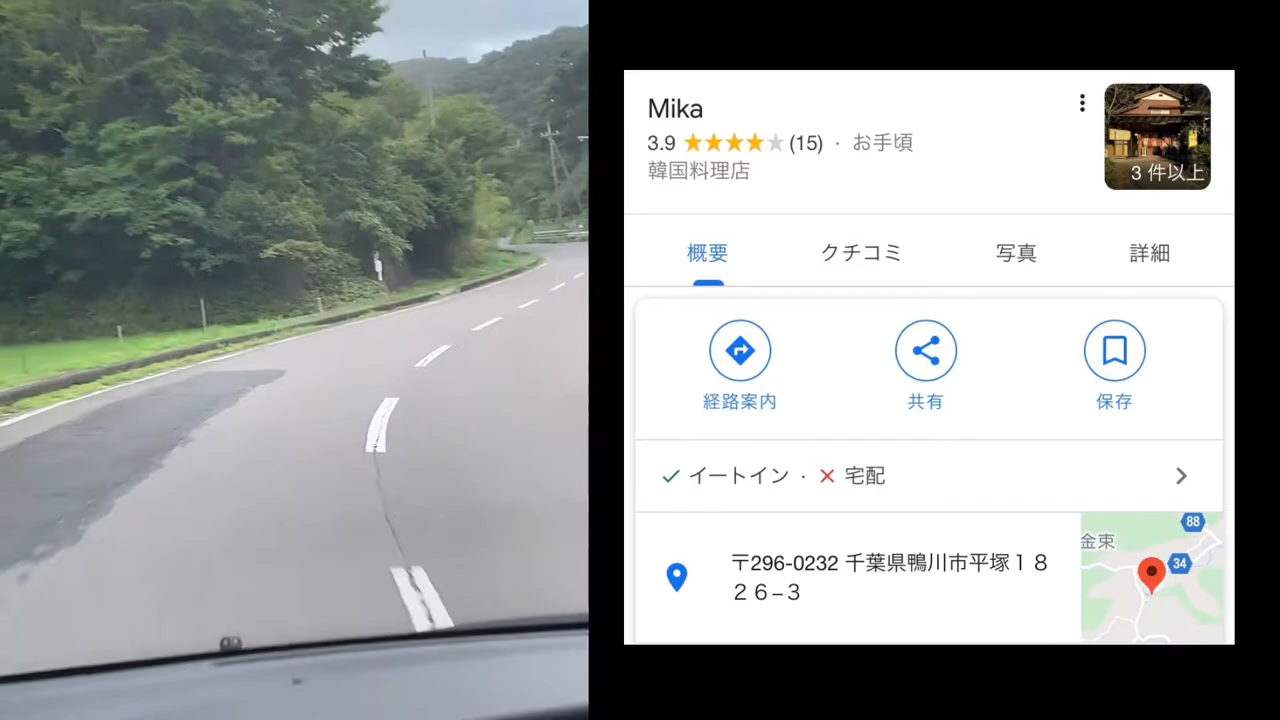 Mika
3.9 (15) · お手頃
韓国料理店
3 件以上
概要 クチコミ 写真 詳細
経路案内 共有 保存
イートイン · 宅配
〒296-0232 千葉県鴨川市平塚１８
２６−３
金束
88
34